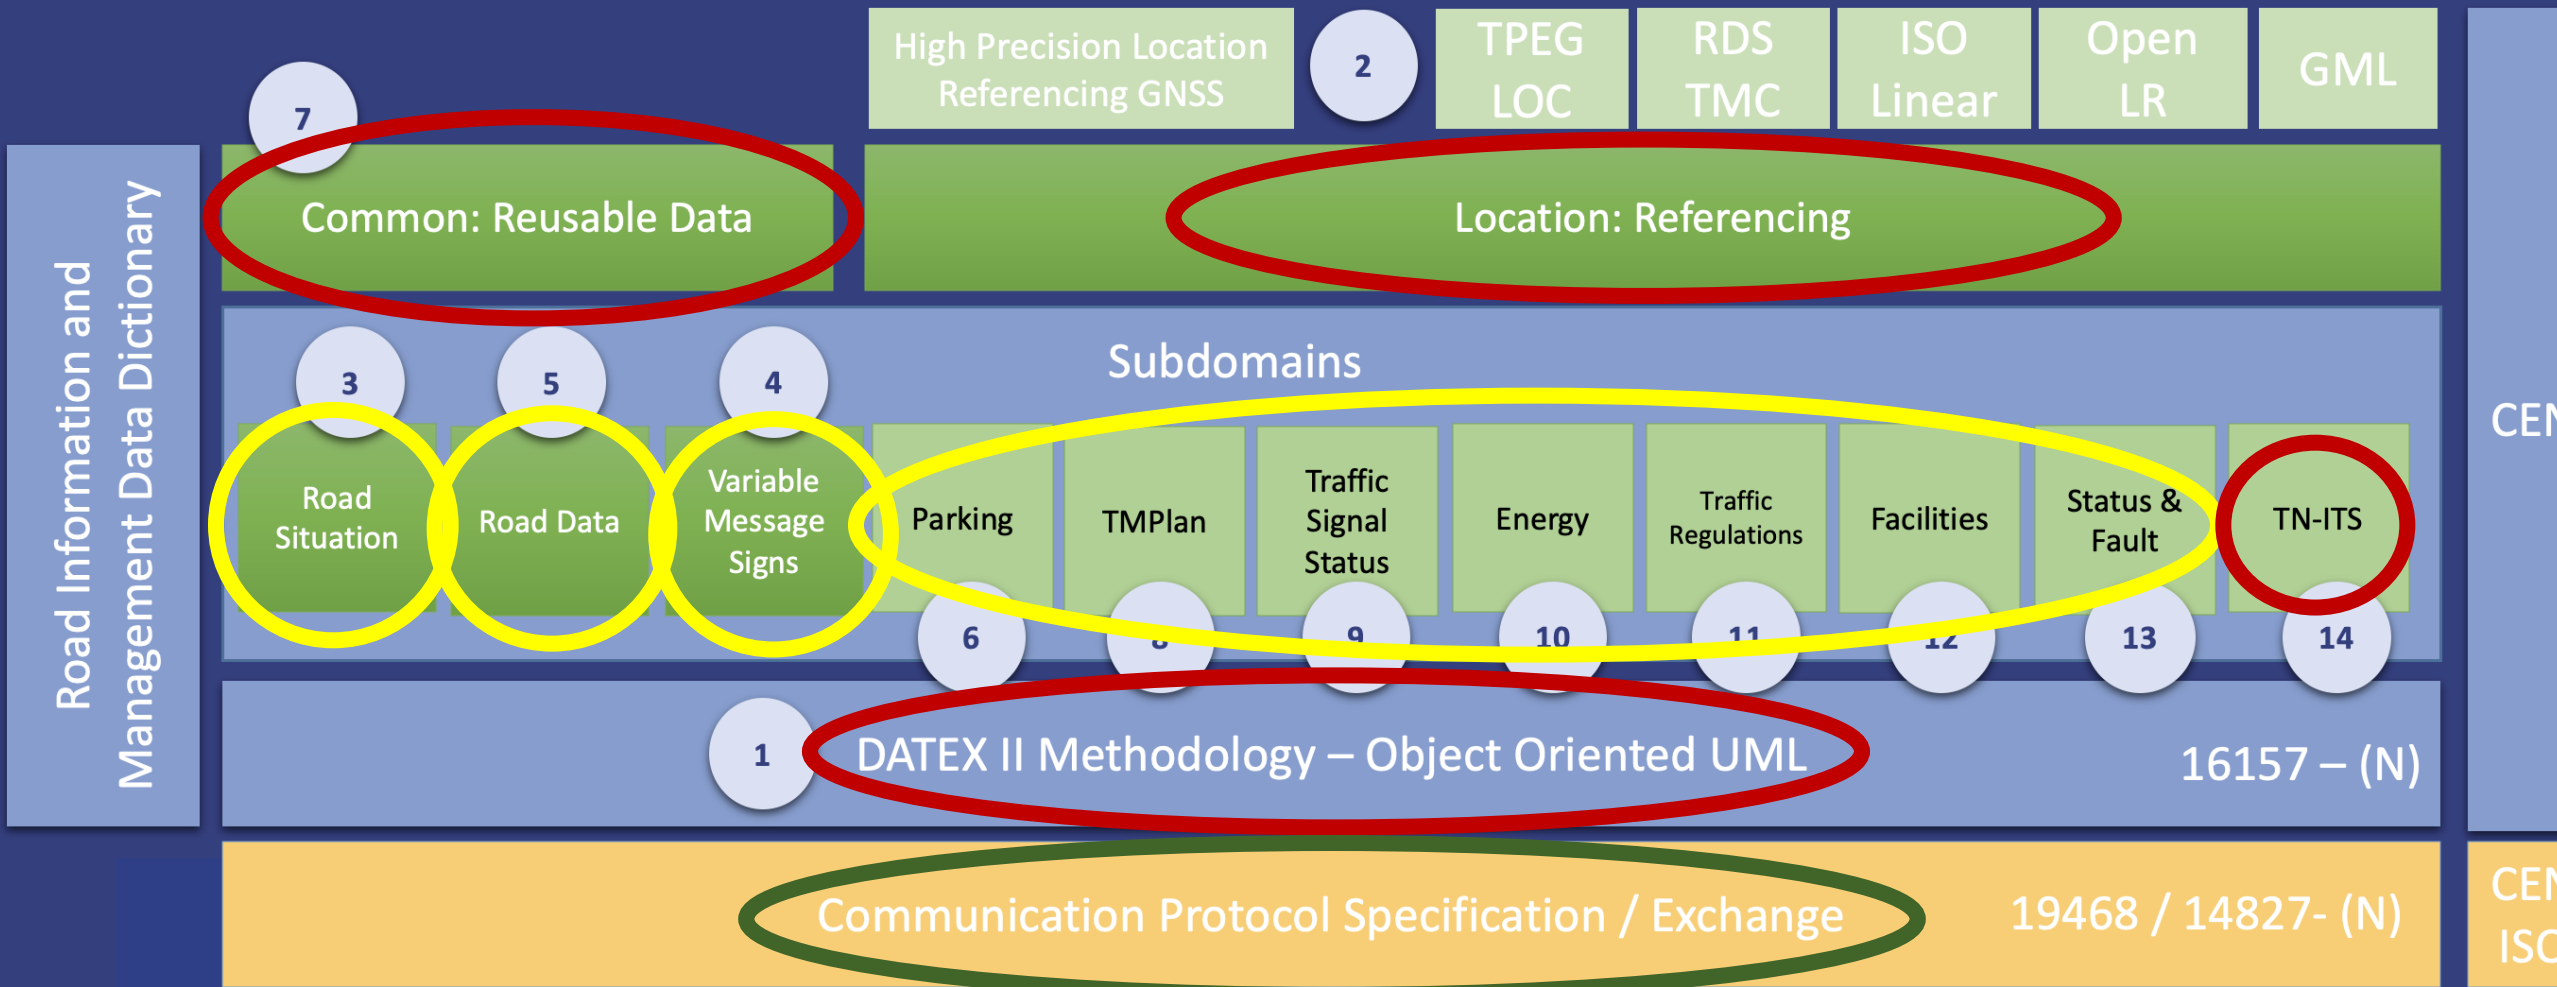 High Precision Location
Referencing GNSS
2
TPEG
LOC
RDS
TMC
ISO
Linear
Open
LR
GML
7
Common: Reusable Data
Location: Referencing
Road Information and
Management Data Dictionary
Subdomains
3
5
4
Road
Situation
Road Data
Variable
Message
Signs
Parking
TMPlan
Traffic
Signal
Status
Energy
Traffic
Regulations
Facilities
Status &
Fault
TN-ITS
6
8
9
10
11
12
13
14
1
DATEX II Methodology – Object Oriented UML
16157 – (N)
Communication Protocol Specification / Exchange
19468 / 14827- (N)